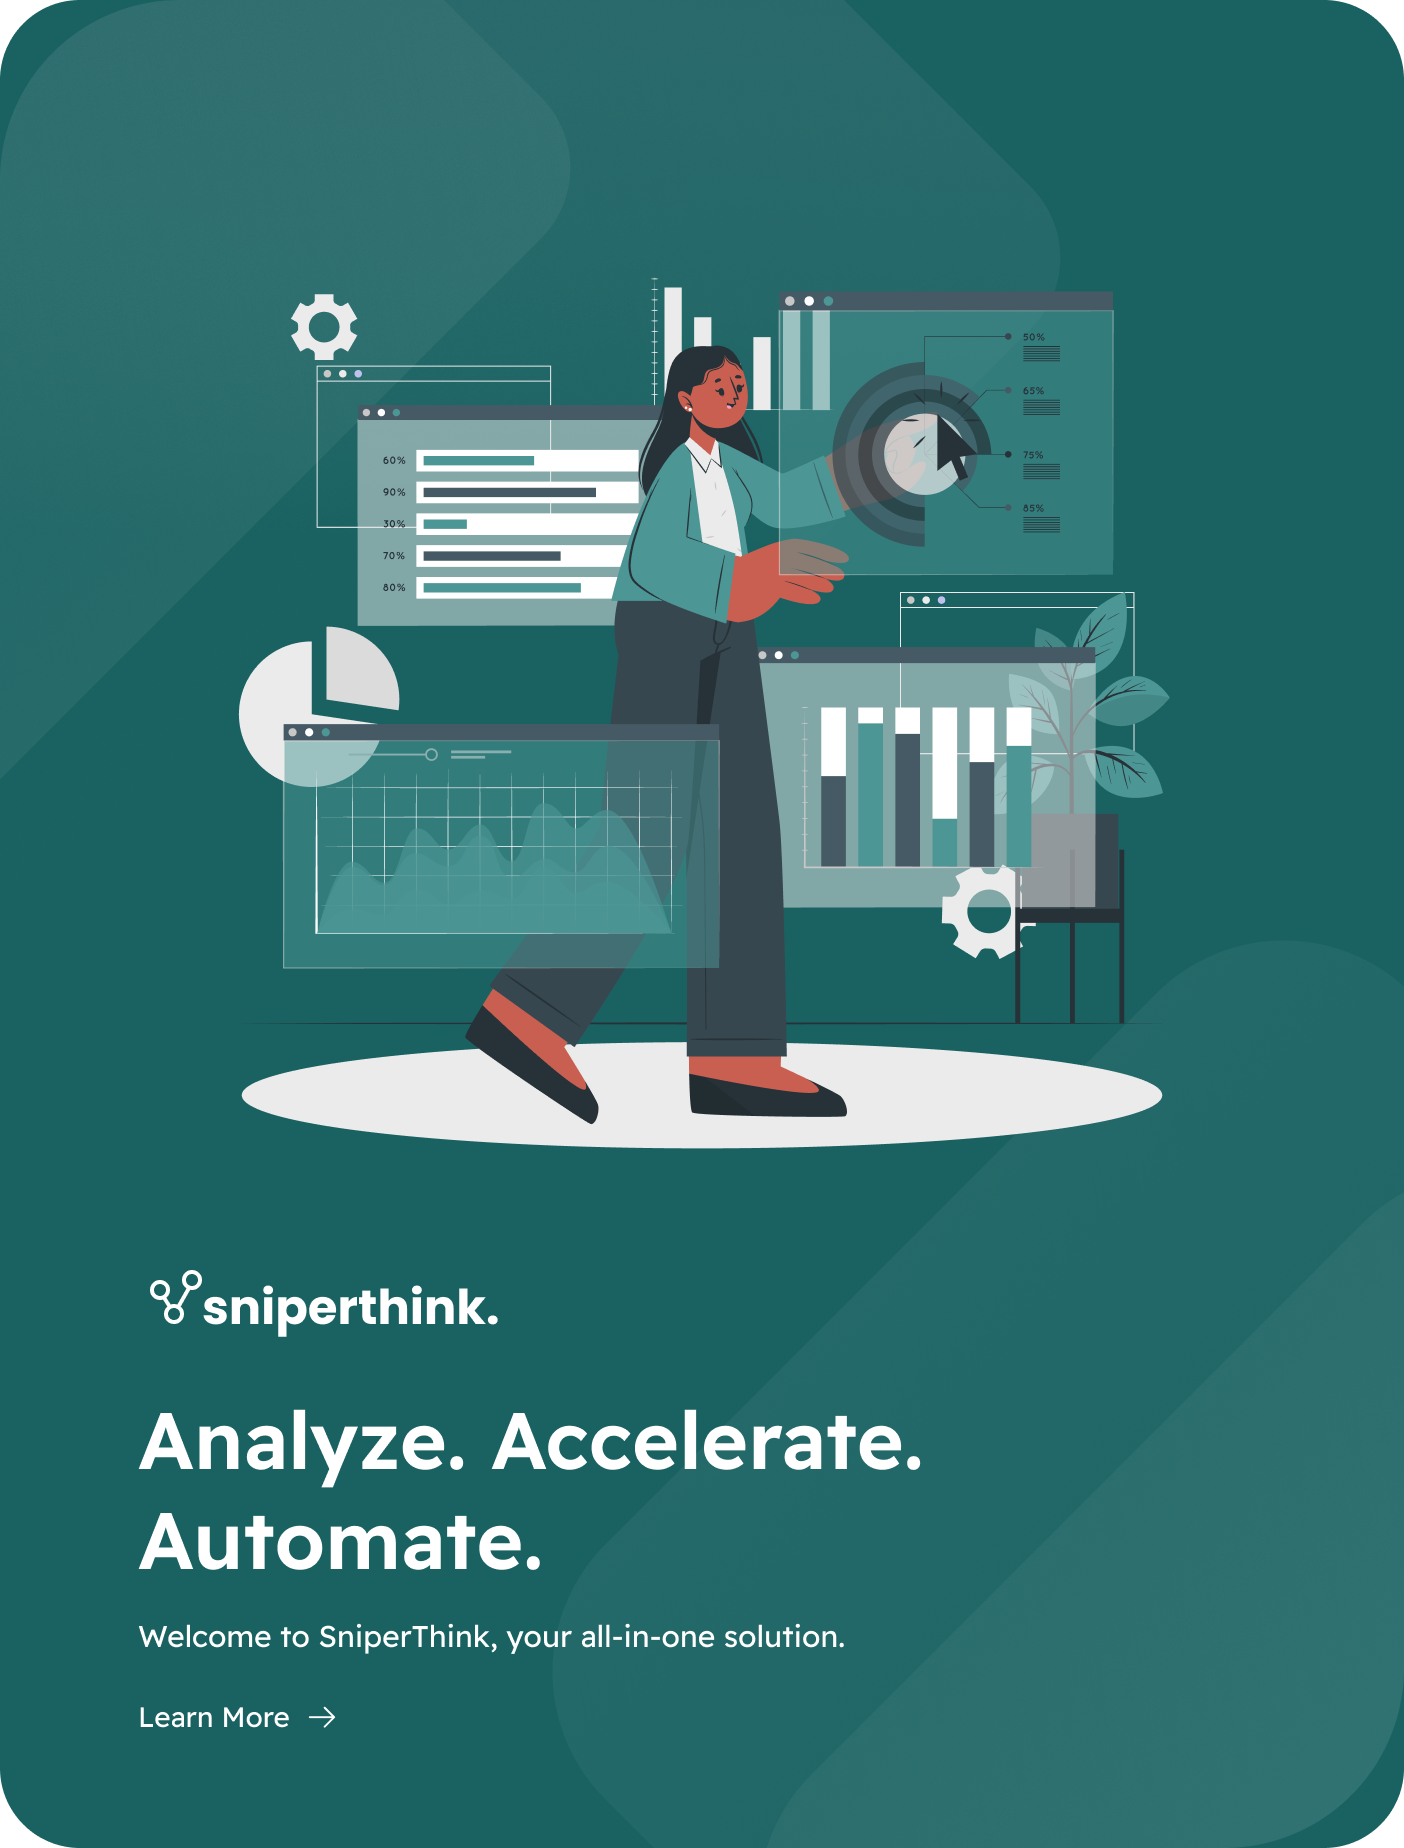 50%
65%
75%
85%
60%
90%
30%
70%
80%
sniperthink.
Analyze. Accelerate.
Automate.
Welcome to SniperThink, your all-in-one solution.
Learn More →